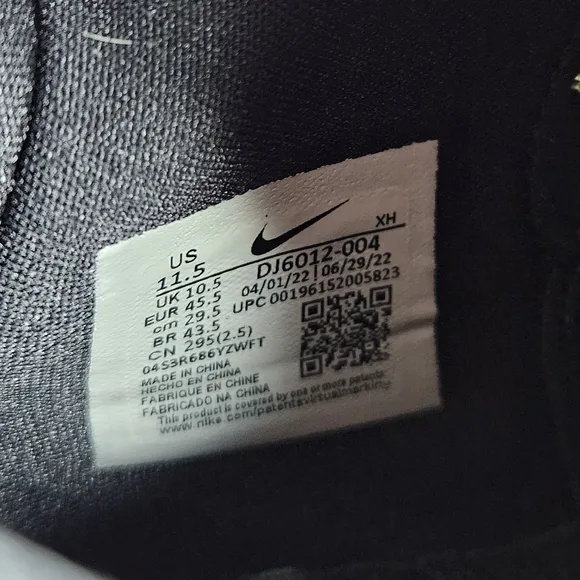 XH
US
11.5
UK 10.5
EUR 45.5
cm 29.5
BR 43.5
CN 295(2.5)
DJ6012-004
04/01/22 | 06/29/22
UPC 00196152005823
04S3R686YZWFT
MADE IN CHINA
HECHO EN CHINA
FABRIQUE EN CHINE
FABRICADO NA CHINA
This product is covered by one or more patents:
www.nike.com/patentsvirtualmarking